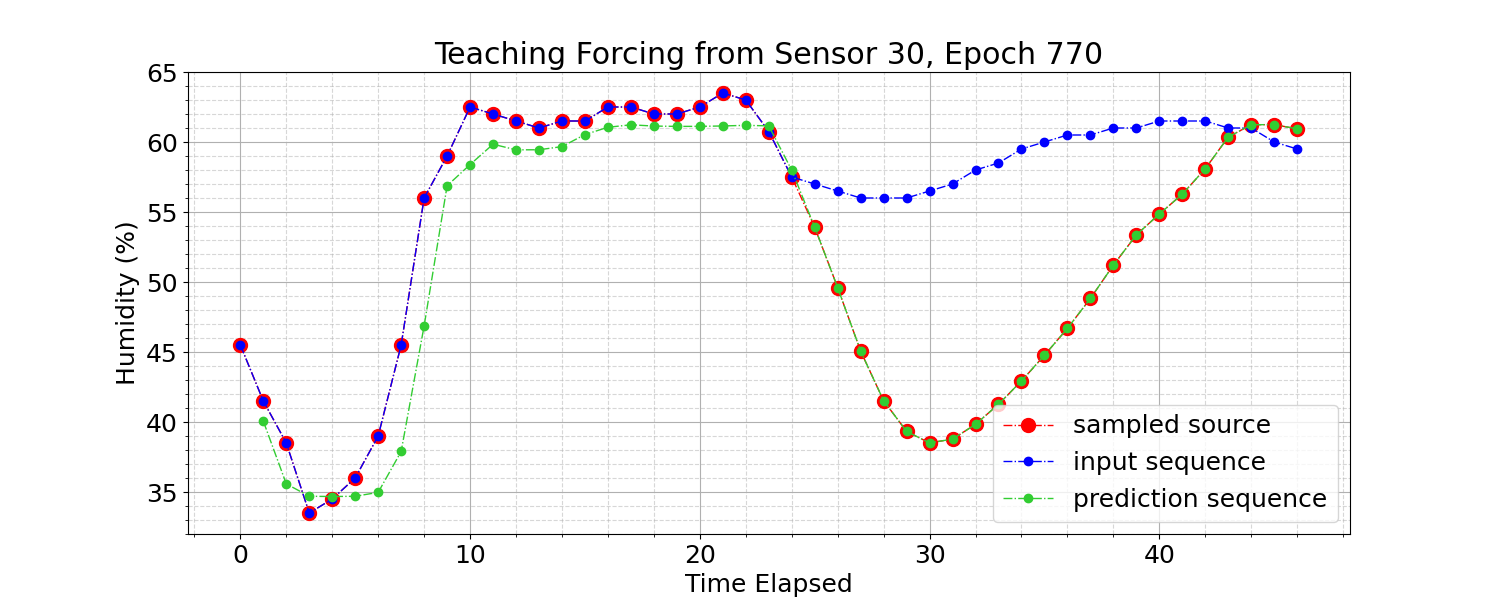 Teaching Forcing from Sensor 30, Epoch 770
65
60
55
50
45
40
35
Humidity (%)
0 10 20 30 40
Time Elapsed
sampled source
input sequence
prediction sequence